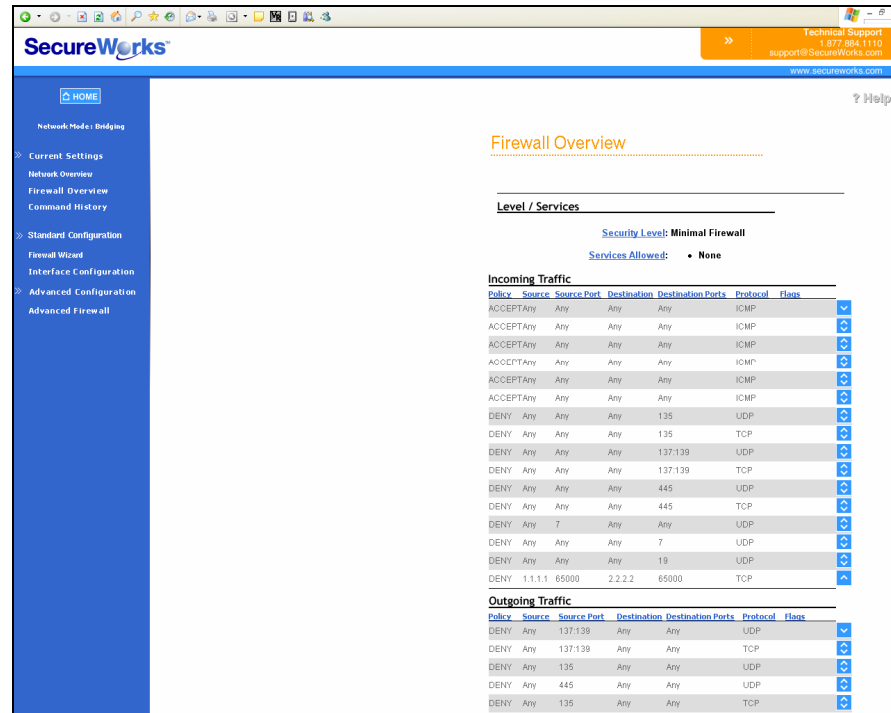 SecureWorks™
»
Technical Support
1.877.884.1110
support@SecureWorks.com
www.secureworks.com
HOME
? Help
Network Mode : Bridging
» Current Settings
Network Overview
Firewall Overview
Command History
» Standard Configuration
Firewall Wizard
Interface Configuration
» Advanced Configuration
Advanced Firewall
Firewall Overview
Level / Services
Security Level: Minimal Firewall
Services Allowed: • None
Incoming Traffic
Policy Source Source Port Destination Destination Ports Protocol Flags
ACCEPT Any Any Any Any ICMP
ACCEPT Any Any Any Any ICMP
ACCEPT Any Any Any Any ICMP
ACCEPT Any Any Any Any ICMP
ACCEPT Any Any Any Any ICMP
ACCEPT Any Any Any Any ICMP
DENY Any Any Any 135 UDP
DENY Any Any Any 135 TCP
DENY Any Any Any 137:139 UDP
DENY Any Any Any 137:139 TCP
DENY Any Any Any 445 UDP
DENY Any Any Any 445 TCP
DENY Any 7 Any Any UDP
DENY Any Any Any 7 UDP
DENY Any Any Any 19 UDP
DENY 1.1.1.1 65000 2.2.2.2 65000 TCP
Outgoing Traffic
Policy Source Source Port Destination Destination Ports Protocol Flags
DENY Any 137:139 Any Any UDP
DENY Any 137:139 Any Any TCP
DENY Any 135 Any Any UDP
DENY Any 445 Any Any UDP
DENY Any 135 Any Any TCP